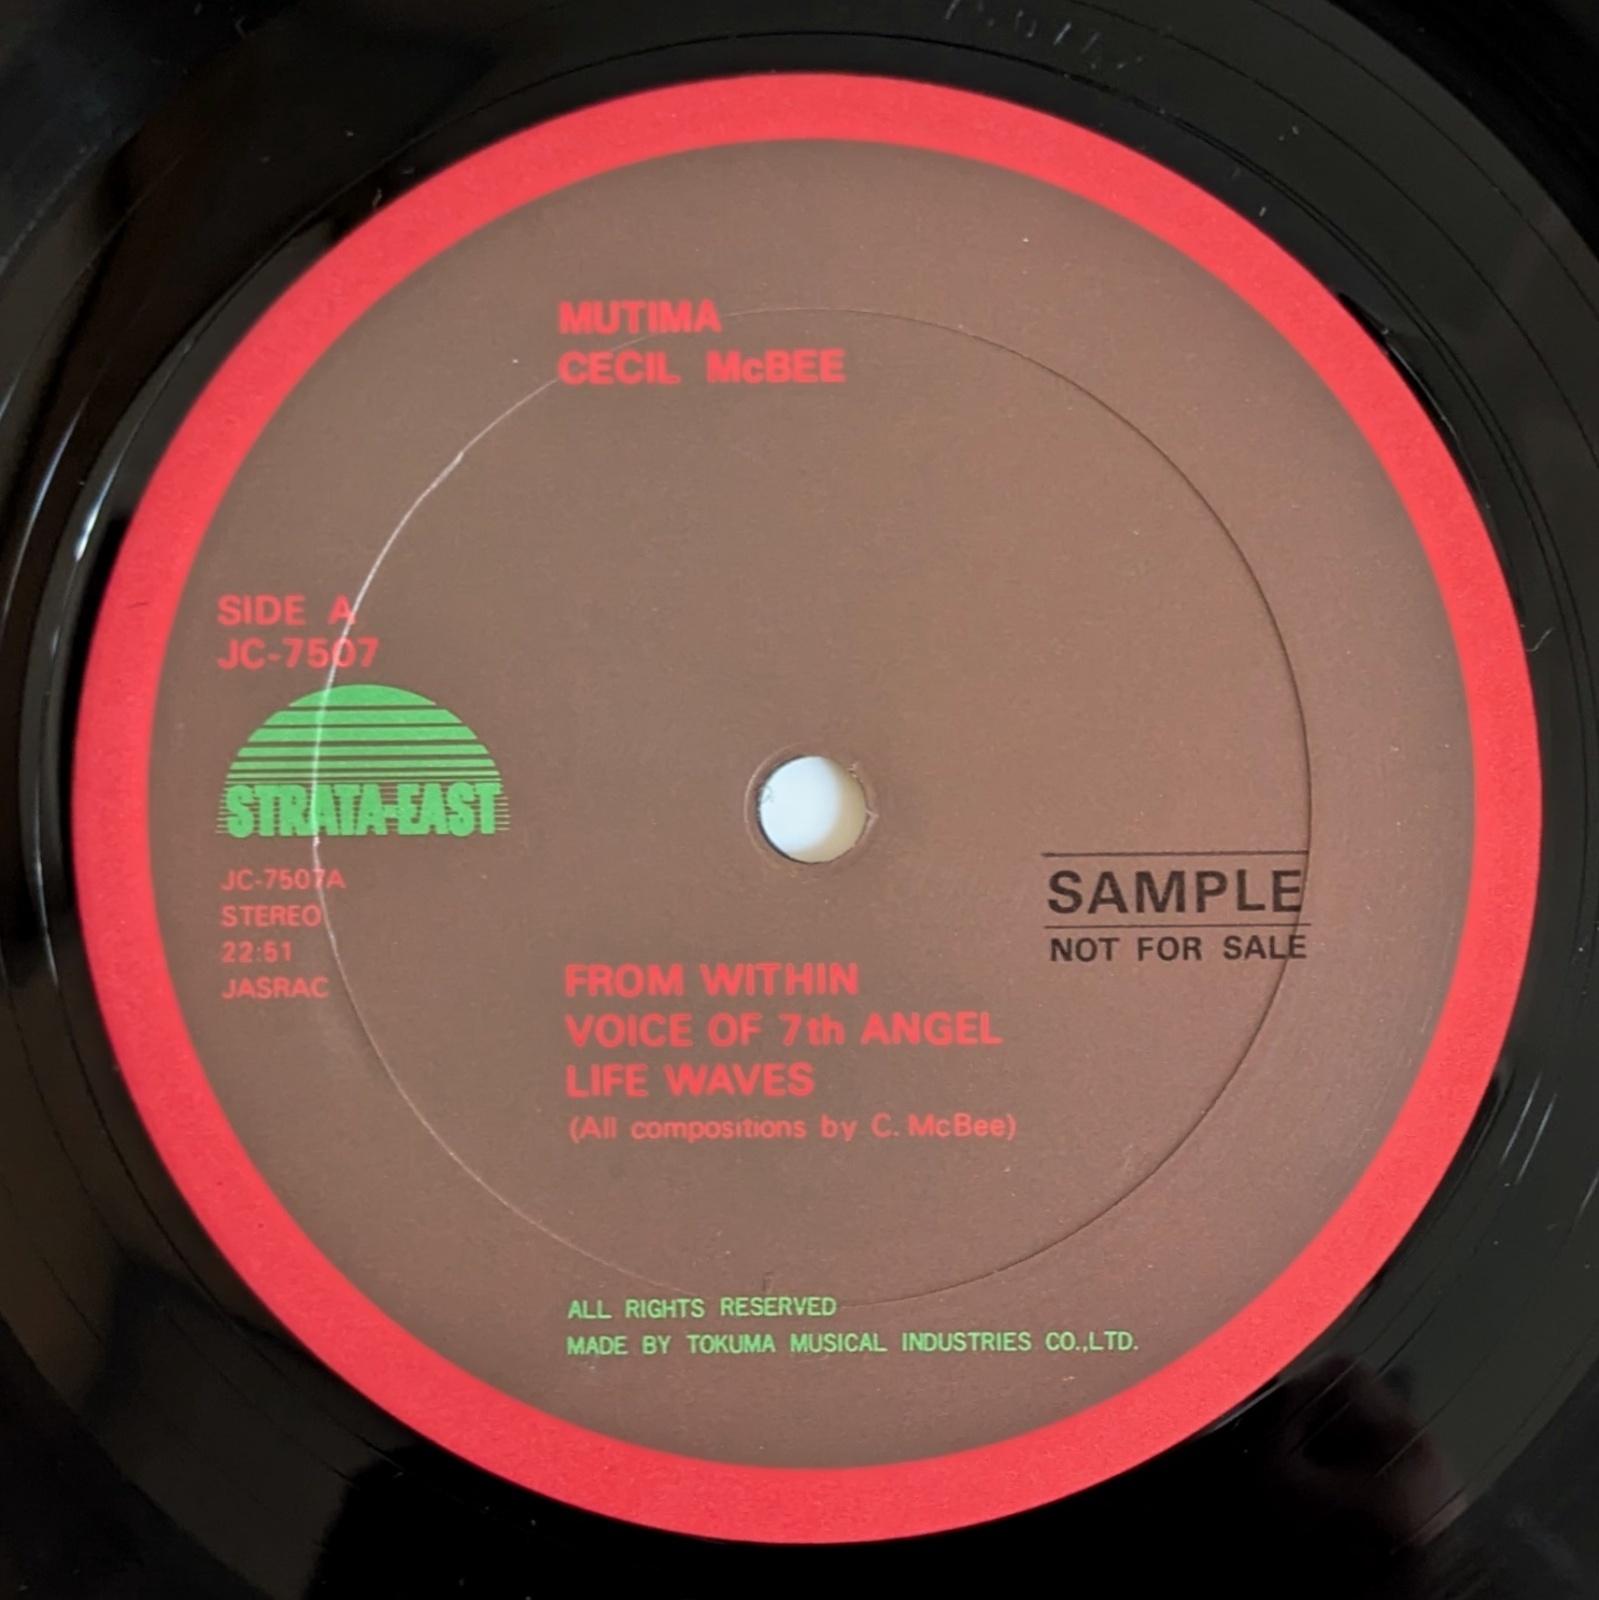 MUTIMA
CECIL McBEE
SIDE A
JC-7507
STRATA-EAST
JC-7507A
STEREO
22:51
JASRAC
SAMPLE
NOT FOR SALE
FROM WITHIN
VOICE OF 7th ANGEL
LIFE WAVES
(All compositions by C. McBee)
ALL RIGHTS RESERVED
MADE BY TOKUMA MUSICAL INDUSTRIES CO.,LTD.